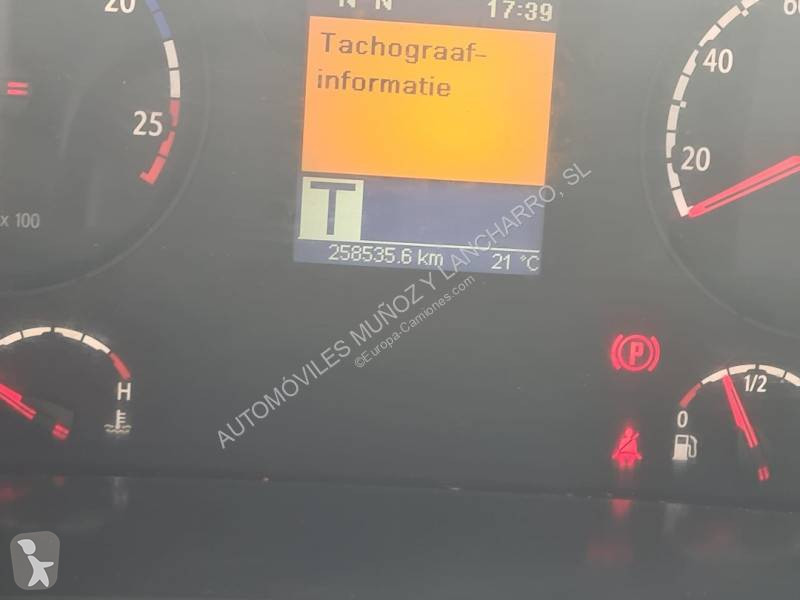 20
N N
17:39
60
Tachograaf-
informatie
40
25
20
x 100
T
258535.6 km
21 °C
AUTOMÓVILES MUÑOZ Y LANCHARRO, SL
©Europa-Camiones.com
P
H
1/2
0